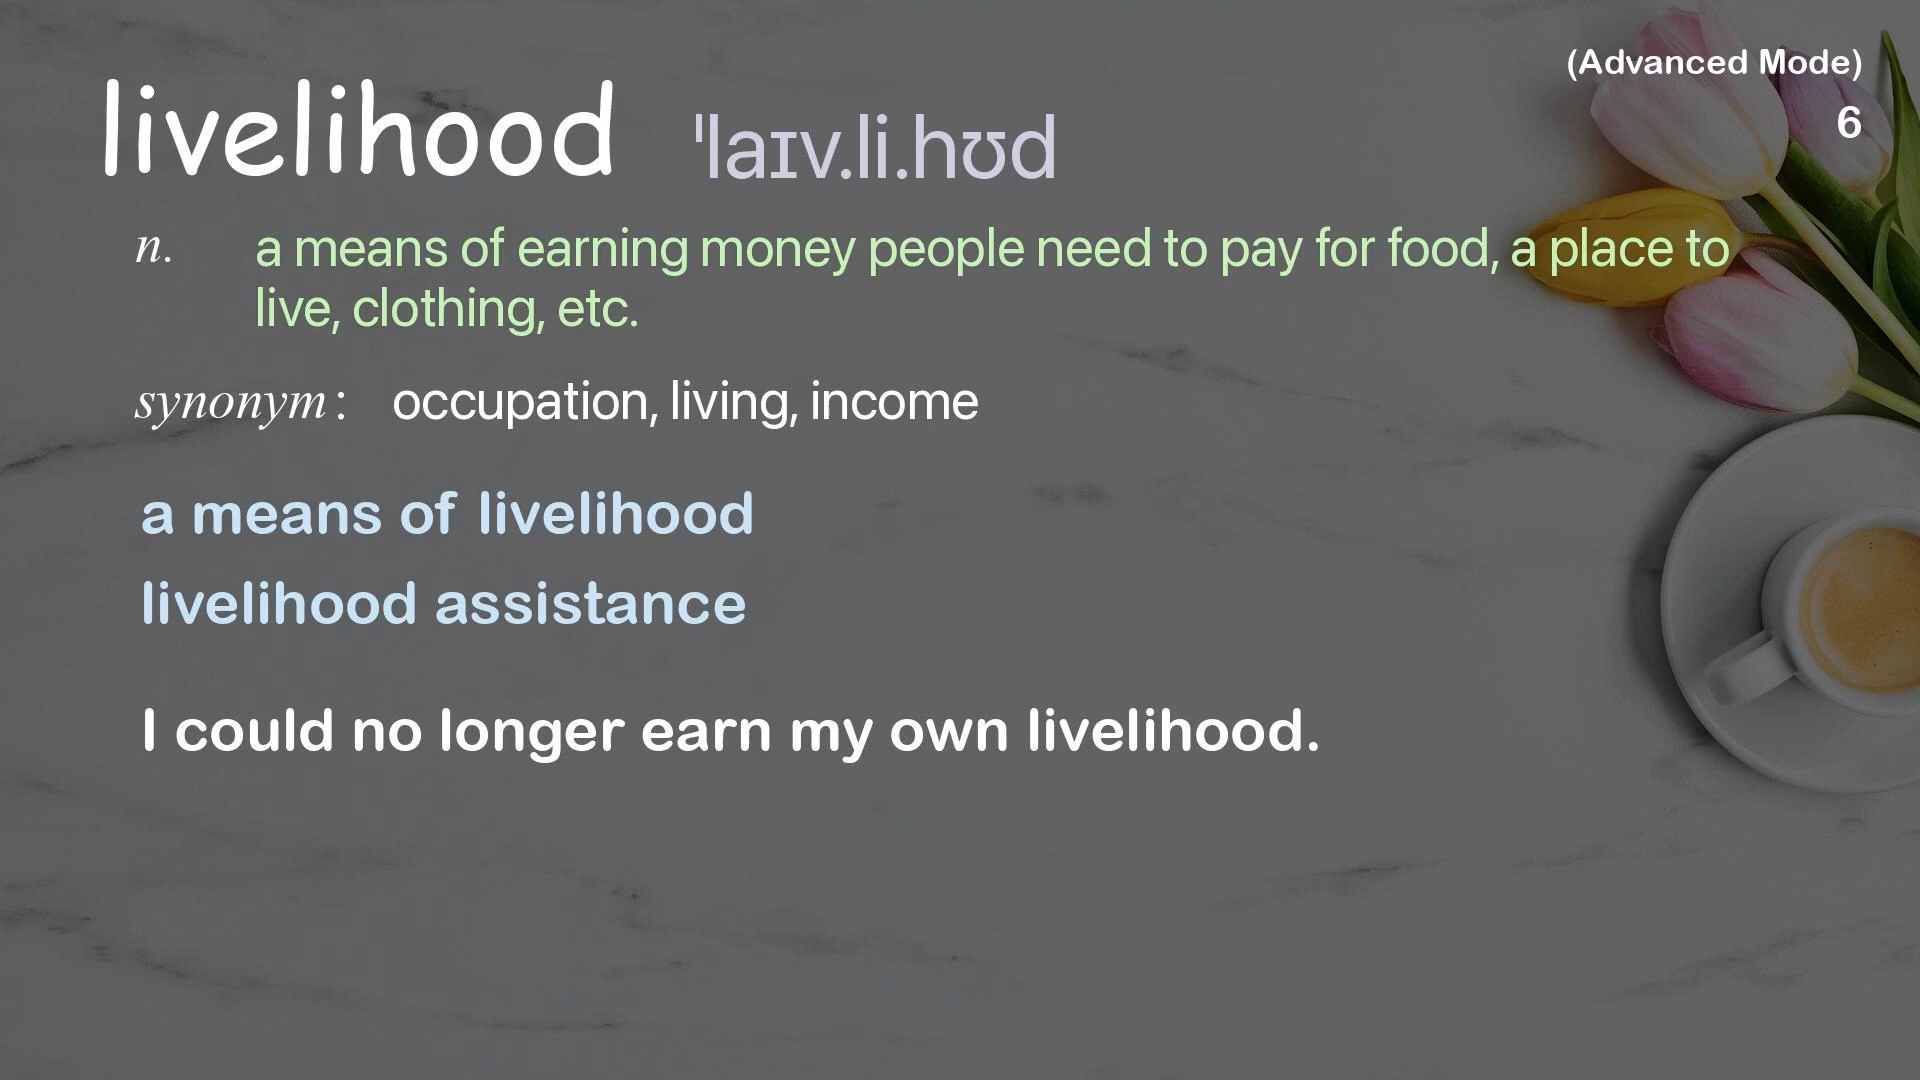 (Advanced Mode)
6
livelihood ˈlaɪv.li.hʊd
n. a means of earning money people need to pay for food, a place to
live, clothing, etc.
synonym: occupation, living, income
a means of livelihood
livelihood assistance
I could no longer earn my own livelihood.